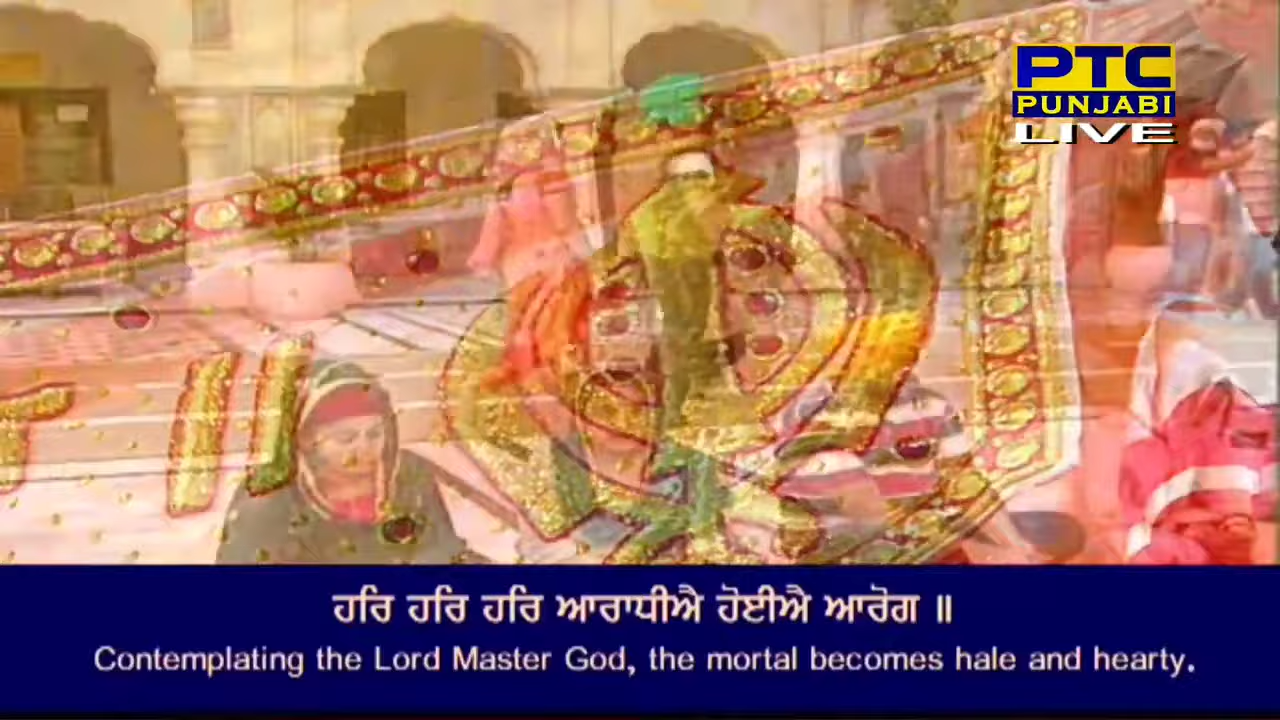 PTC
PUNJABI
LIVE
ਹਰਿ ਹਰਿ ਹਰਿ ਆਰਾਧੀਐ ਹੋਈਐ ਆਰੋਗ ॥
Contemplating the Lord Master God, the mortal becomes hale and hearty.